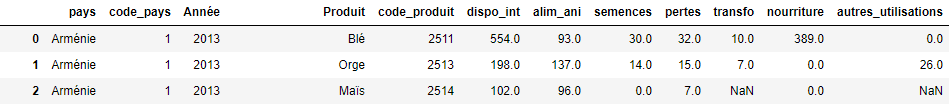 pays code_pays Année Produit code_produit dispo_int alim_ani semences pertes transfo nourriture autres_utilisations
0 Arménie 1 2013 Blé 2511 554.0 93.0 30.0 32.0 10.0 389.0 0.0
1 Arménie 1 2013 Orge 2513 198.0 137.0 14.0 15.0 7.0 0.0 26.0
2 Arménie 1 2013 Maïs 2514 102.0 96.0 0.0 7.0 NaN 0.0 NaN